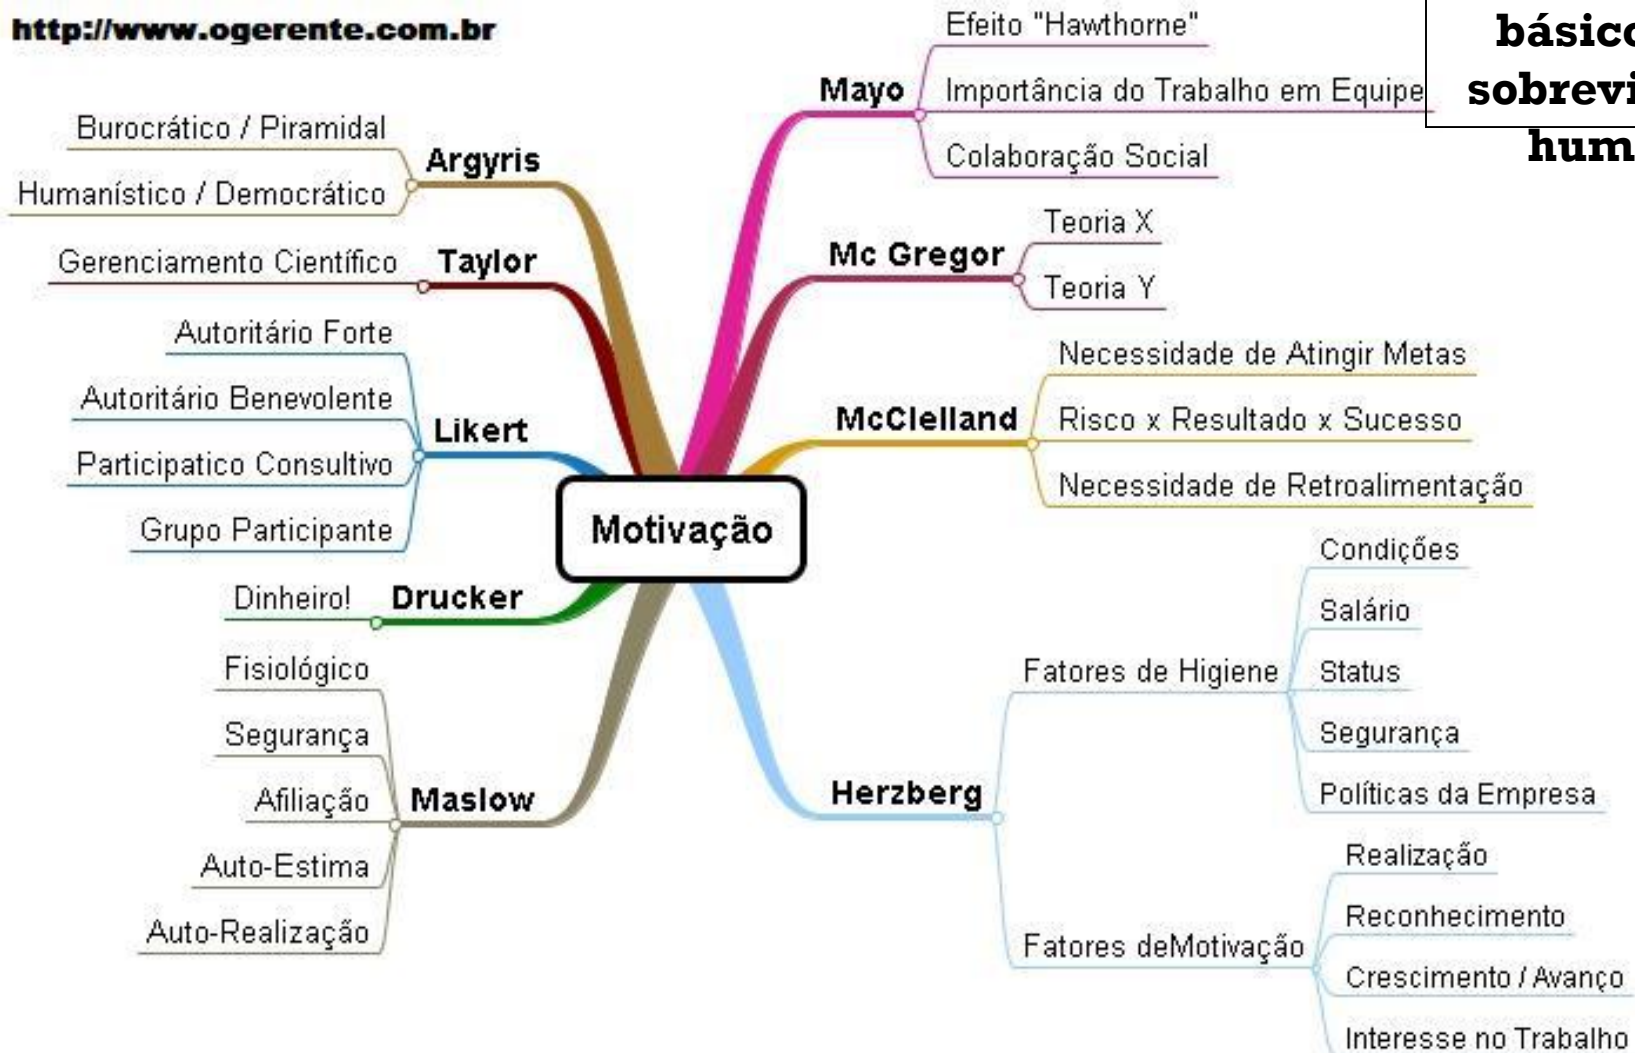 http://www.ogerente.com.br
Motivação
Argyris
Burocrático / Piramidal
Humanístico / Democrático
Taylor
Gerenciamento Científico
Likert
Autoritário Forte
Autoritário Benevolente
Participatico Consultivo
Grupo Participante
Drucker
Dinheiro!
Maslow
Fisiológico
Segurança
Afiliação
Auto-Estima
Auto-Realização
Mayo
Efeito "Hawthorne"
Importância do Trabalho em Equipe
Colaboração Social
Mc Gregor
Teoria X
Teoria Y
McClelland
Necessidade de Atingir Metas
Risco x Resultado x Sucesso
Necessidade de Retroalimentação
Herzberg
Fatores de Higiene
Condições
Salário
Status
Segurança
Políticas da Empresa
Fatores deMotivação
Realização
Reconhecimento
Crescimento / Avanço
Interesse no Trabalho